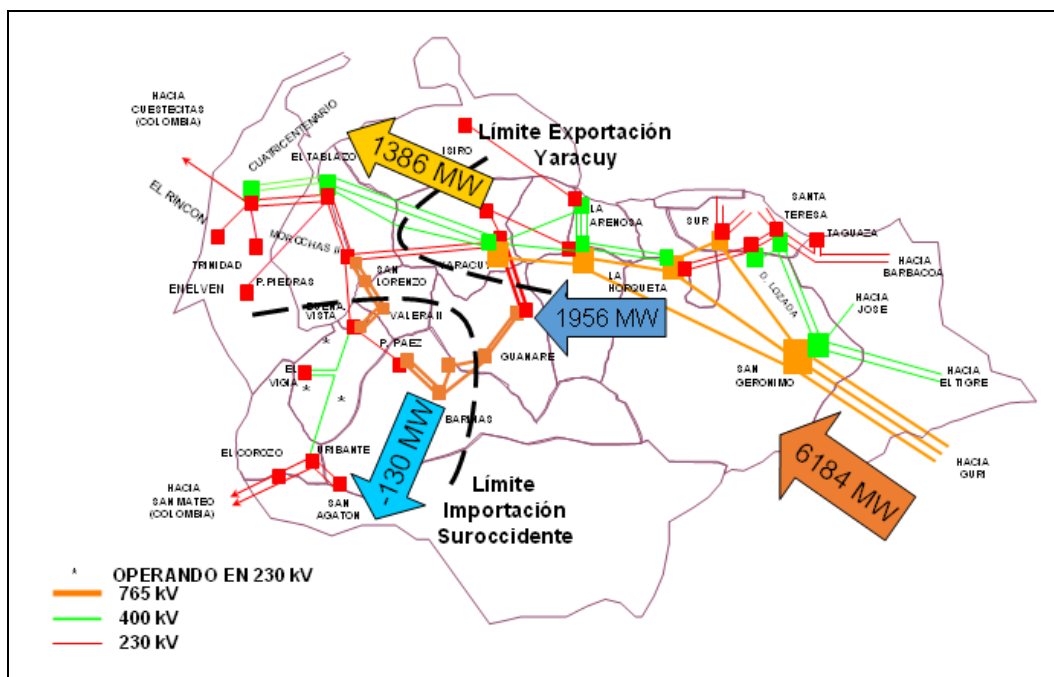 HACIA
CUESTECITAS
(COLOMBIA)
CUATRICENTENARIO
EL TABLAZO
1386 MW
ISIRO
Límite Exportación
Yaracuy
EL RINCON
MOROCHAS II
TRINIDAD
ENELVEN
P.PIEDRAS
BUENA
VISTA
SAN
LORENZO
VALERA II
YARACUY
LA
ARENOSA
LA
HORQUETA
SUR
SANTA
TERESA
TAGUAZA
HACIA
BARBACOA
D. LOZADA
HACIA
JOSE
1956 MW
P. PAEZ
GUANARE
EL
VIGIA
*
*
*
BARINAS
SAN
GERONIMO
HACIA
EL TIGRE
HACIA
GURI
6184 MW
-130 MW
EL COROZO
URIBANTE
HACIA
SAN MATEO
(COLOMBIA)
SAN
AGATON
Límite
Importación
Suroccidente
* OPERANDO EN 230 kV
765 kV
400 kV
230 kV